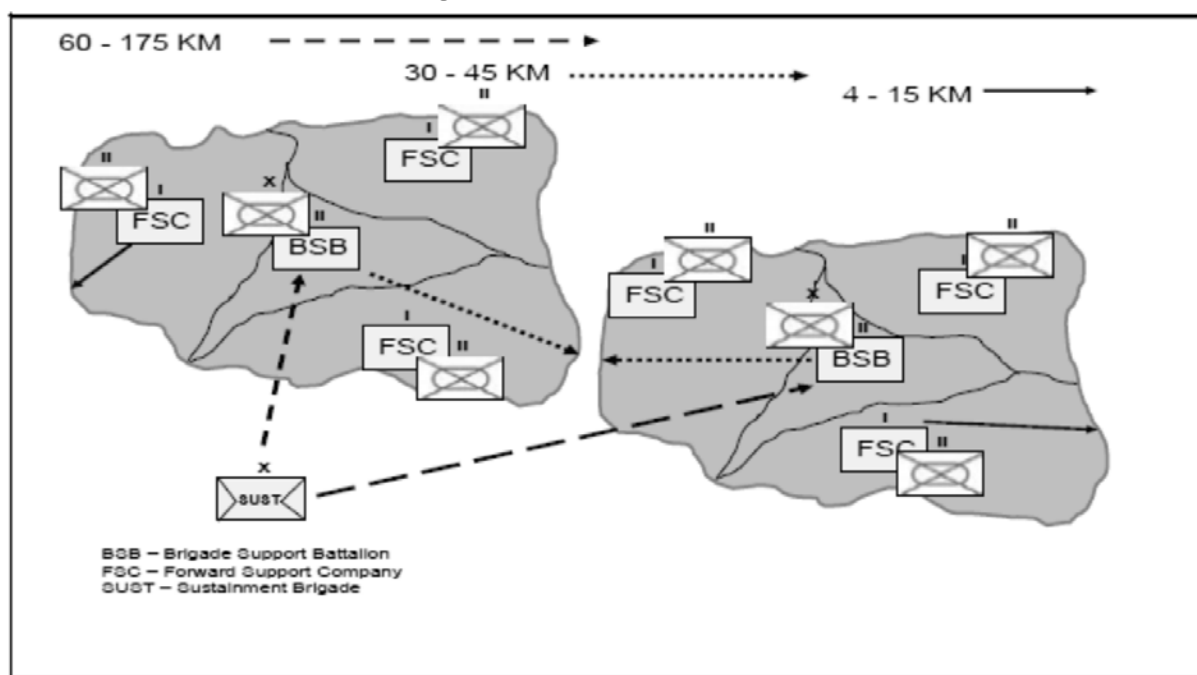 60 - 175 KM
30 - 45 KM
4 - 15 KM
II
I
FSC
II
I
FSC
X
II
BSB
I
FSC
II
II
I
FSC
II
I
FSC
X
II
BSB
I
FSC
II
X
SUST
BSB – Brigade Support Battalion
FSC – Forward Support Company
SUST – Sustainment Brigade